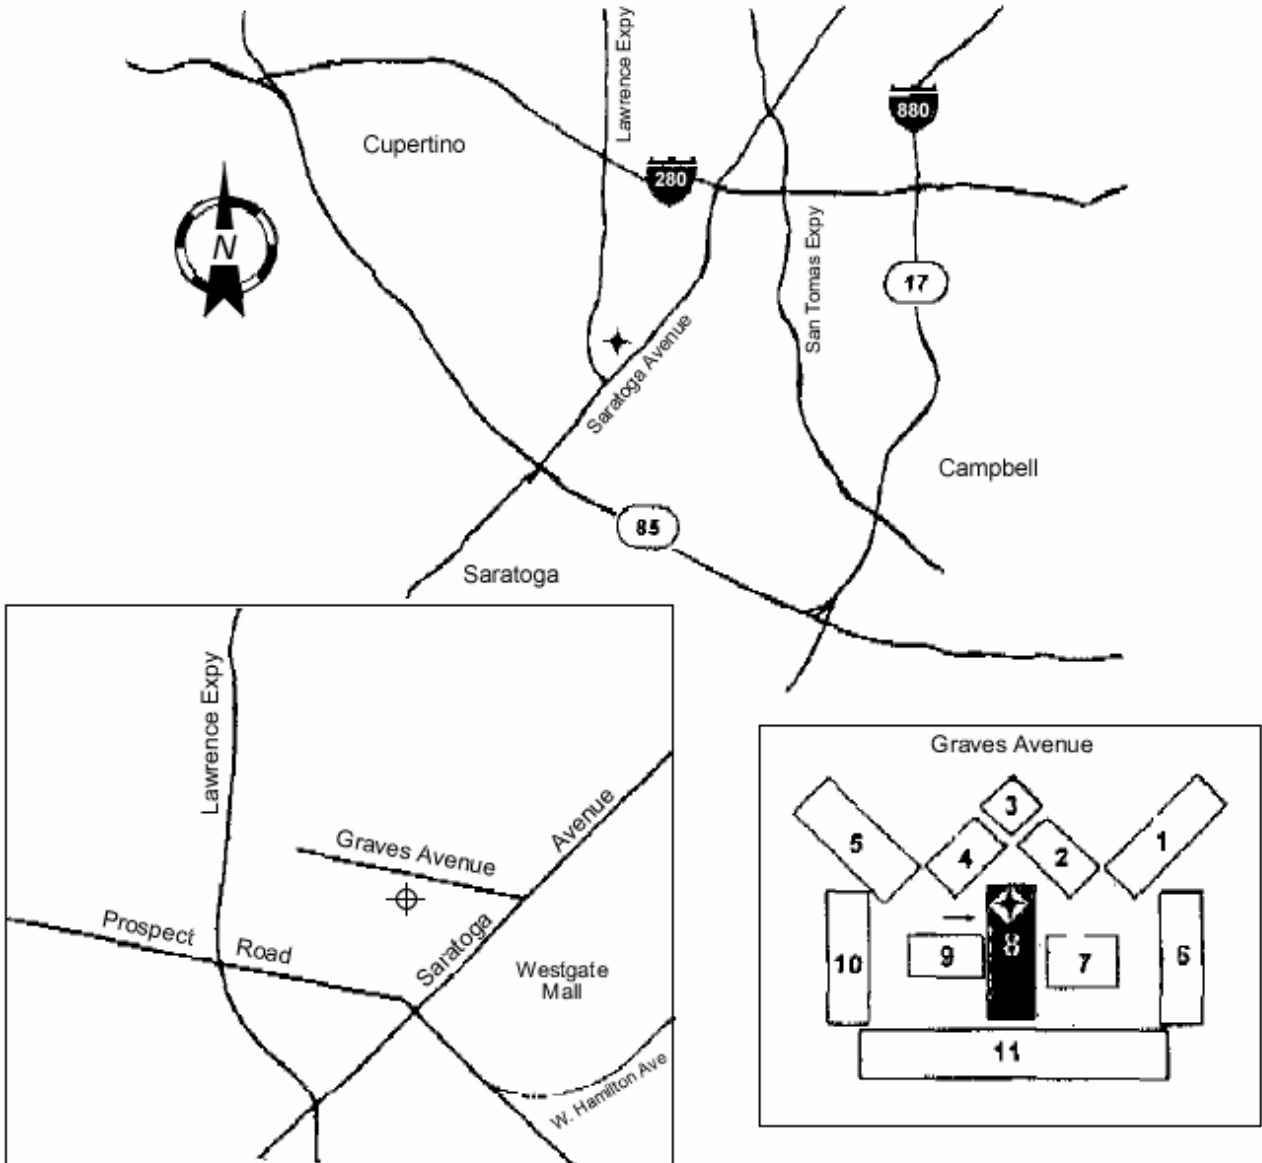 Lawrence Expy
880
Cupertino
280
N
San Tomas Expy
17
Saratoga Avenue
Campbell
85
Saratoga
Lawrence Expy
Graves Avenue
Avenue
Saratoga
Prospect
Road
Westgate
Mall
W. Hamilton Ave
Graves Avenue
3
5
4
2
1
8
9
7
10
6
11